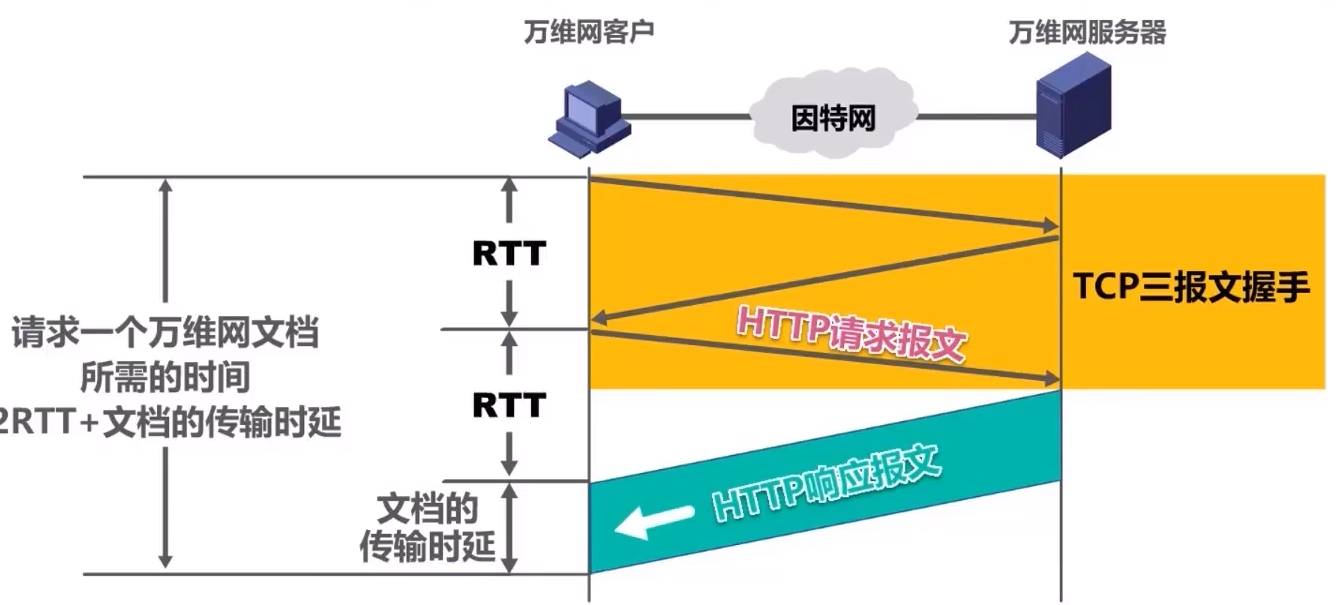 万维网客户
万维网服务器
因特网
RTT
TCP三报文握手
HTTP请求报文
请求一个万维网文档
所需的时间
2RTT+文档的传输时延
RTT
HTTP响应报文
文档的
传输时延